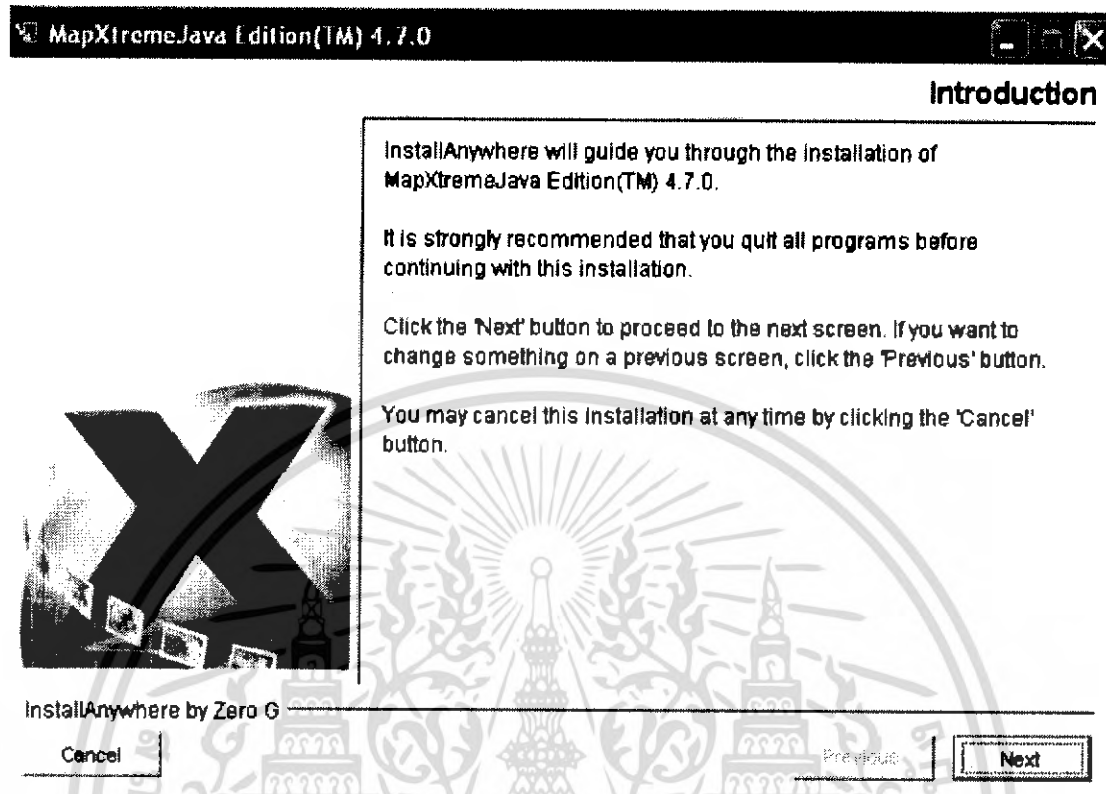 MapXtremeJava Edition(TM) 4.7.0
Introduction
InstallAnywhere will guide you through the installation of
MapXtremeJava Edition(TM) 4.7.0.
It is strongly recommended that you quit all programs before
continuing with this installation.
Click the 'Next' button to proceed to the next screen. If you want to
change something on a previous screen, click the 'Previous' button.
You may cancel this installation at any time by clicking the 'Cancel'
button.
InstallAnywhere by Zero G
Cancel
Previous
Next